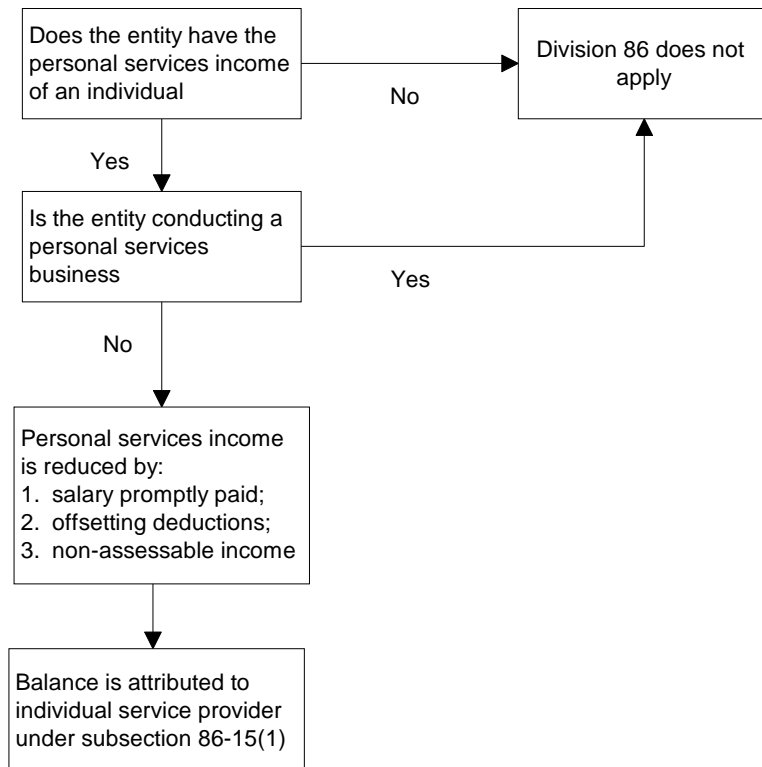 Does the entity have the
personal services income
of an individual
No
Division 86 does not
apply
Yes
Is the entity conducting a
personal services
business
Yes
No
Personal services income
is reduced by:
1. salary promptly paid;
2. offsetting deductions;
3. non-assessable income
Balance is attributed to
individual service provider
under subsection 86-15(1)